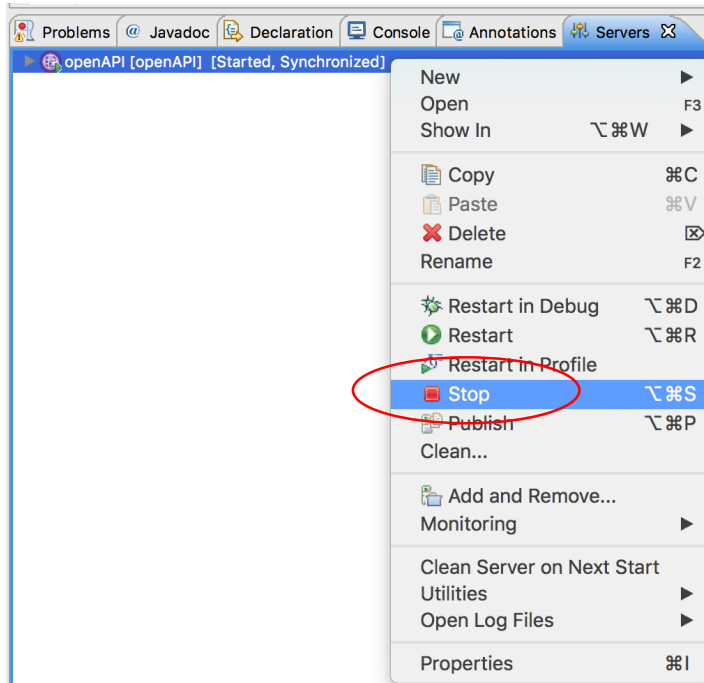 Problems @ Javadoc Declaration Console Annotations Servers
openAPI [openAPI] [Started, Synchronized]
New
Open F3
Show In ⌥⌘W
Copy ⌘C
Paste ⌘V
Delete ⌦
Rename F2
Restart in Debug ⌥⌘D
Restart ⌥⌘R
Restart in Profile
Stop ⌥⌘S
Publish ⌥⌘P
Clean...
Add and Remove...
Monitoring
Clean Server on Next Start
Utilities
Open Log Files
Properties ⌘I